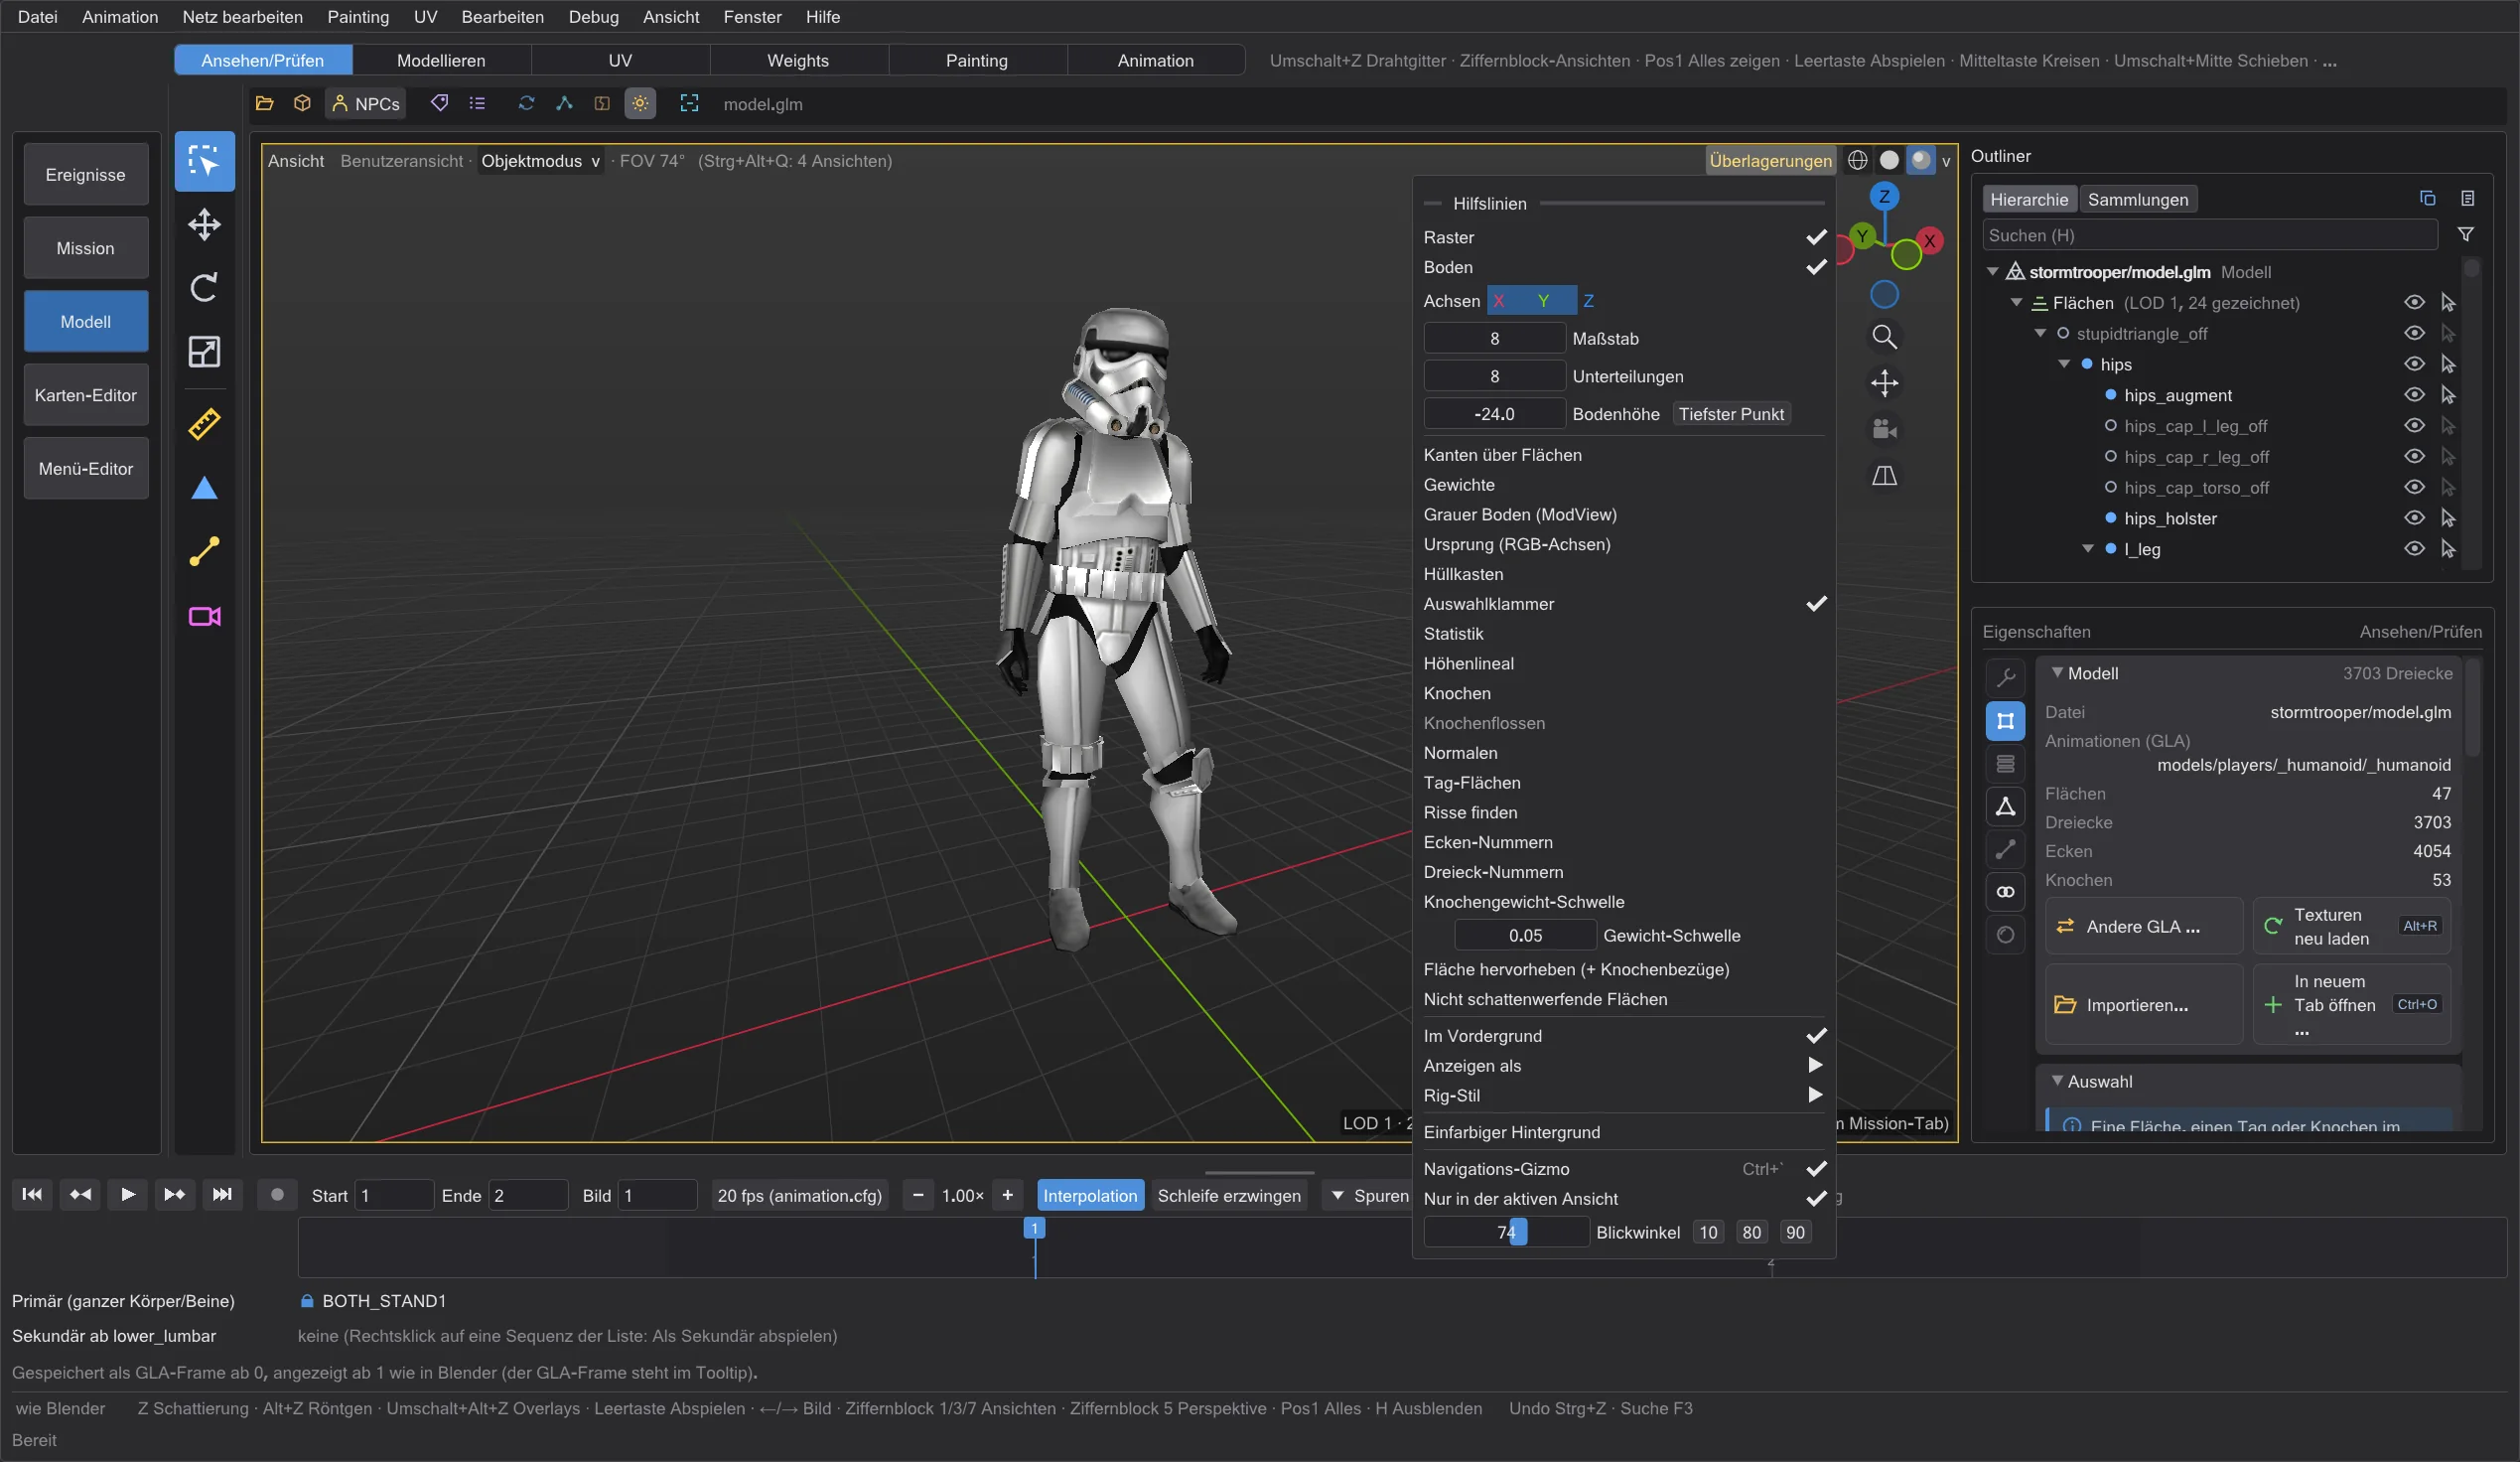 Datei Animation Netz bearbeiten Painting UV Bearbeiten Debug Ansicht Fenster Hilfe
Ansehen/Prüfen Modellieren UV Weights Painting Animation Umschalt+Z Drahtgitter · Ziffernblock-Ansichten · Pos1 Alles zeigen · Leertaste Abspielen · Mitteltaste Kreisen · Umschalt+Mitte Schieben · ...
NPCs model.glm
Ereignisse
Mission
Modell
Karten-Editor
Menü-Editor
Ansicht Benutzeransicht · Objektmodus v · FOV 74° (Strg+Alt+Q: 4 Ansichten)
Überlagerungen v
Z
Y
X
Hilfslinien
Raster
Boden
Achsen X Y Z
8 Maßstab
8 Unterteilungen
-24.0 Bodenhöhe Tiefster Punkt
Kanten über Flächen
Gewichte
Grauer Boden (ModView)
Ursprung (RGB-Achsen)
Hüllkasten
Auswahlklammer
Statistik
Höhenlineal
Knochen
Knochenflossen
Normalen
Tag-Flächen
Risse finden
Ecken-Nummern
Dreieck-Nummern
Knochengewicht-Schwelle
0.05 Gewicht-Schwelle
Fläche hervorheben (+ Knochenbezüge)
Nicht schattenwerfende Flächen
Im Vordergrund
Anzeigen als
Rig-Stil
Einfarbiger Hintergrund
Navigations-Gizmo Ctrl+`
Nur in der aktiven Ansicht
74 Blickwinkel 10 80 90
LOD 1 · 2
Mission-Tab)
Outliner
Hierarchie Sammlungen
Suchen (H)
stormtrooper/model.glm Modell
Flächen (LOD 1, 24 gezeichnet)
stupidtriangle_off
hips
hips_augment
hips_cap_l_leg_off
hips_cap_r_leg_off
hips_cap_torso_off
hips_holster
l_leg
Eigenschaften Ansehen/Prüfen
Modell 3703 Dreiecke
Datei stormtrooper/model.glm
Animationen (GLA)
models/players/_humanoid/_humanoid
Flächen 47
Dreiecke 3703
Ecken 4054
Knochen 53
Andere GLA ...
Texturen neu laden Alt+R
Importieren...
In neuem Tab öffnen ... Ctrl+O
Auswahl
Eine Fläche, einen Tag oder Knochen im
Start 1 Ende 2 Bild 1 20 fps (animation.cfg) − 1.00× + Interpolation Schleife erzwingen Spuren
1
2
Primär (ganzer Körper/Beine) BOTH_STAND1
Sekundär ab lower_lumbar keine (Rechtsklick auf eine Sequenz der Liste: Als Sekundär abspielen)
Gespeichert als GLA-Frame ab 0, angezeigt ab 1 wie in Blender (der GLA-Frame steht im Tooltip).
wie Blender Z Schattierung · Alt+Z Röntgen · Umschalt+Alt+Z Overlays · Leertaste Abspielen · ←/→ Bild · Ziffernblock 1/3/7 Ansichten · Ziffernblock 5 Perspektive · Pos1 Alles · H Ausblenden Undo Strg+Z · Suche F3
Bereit